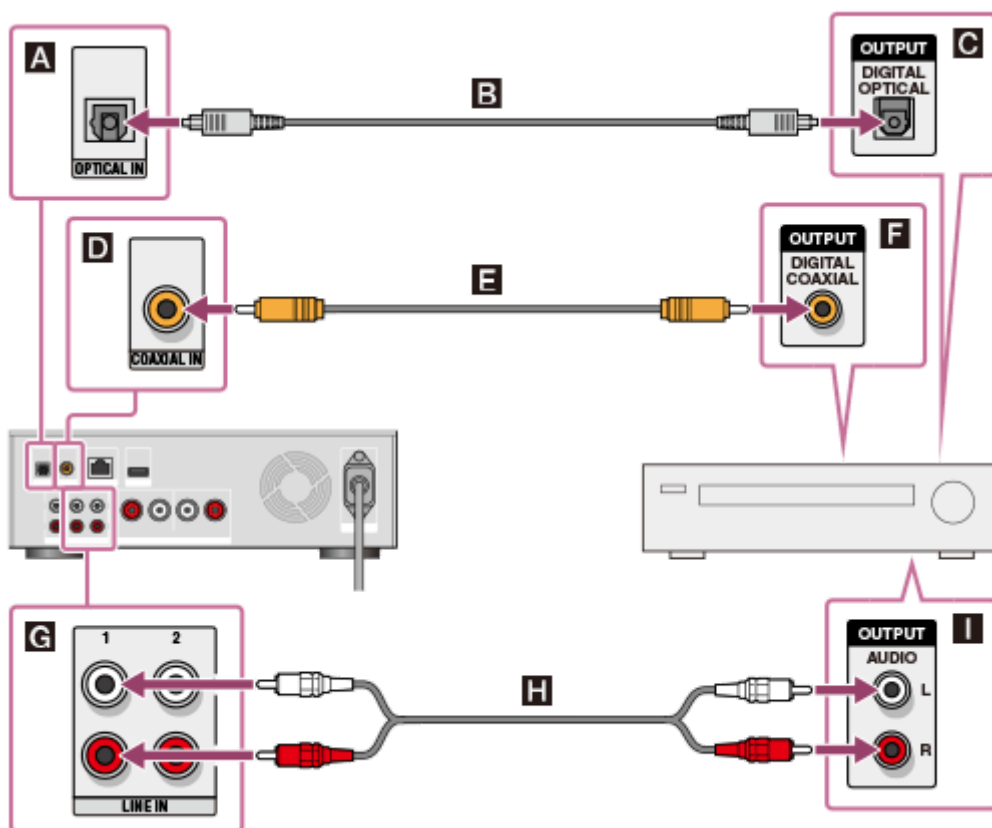 A
OPTICAL IN
B
OUTPUT
DIGITAL
OPTICAL
C
D
COAXIAL IN
E
OUTPUT
DIGITAL
COAXIAL
F
G
1 2
LINE IN
H
OUTPUT
AUDIO
L
R
I